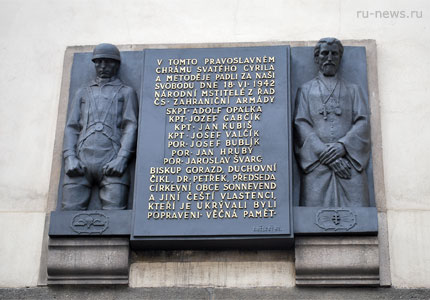 ru-news.ru
V TOMTO PRAVOSLAVNÉM
CHRÁMU SVATÉHO CYRILA
A METODĚJE PADLI ZA NAŠI
SVOBODU DNE 18·VI·1942
NÁRODNÍ MSTITELÉ Z ŘAD
ČS· ZAHRANIČNÍ ARMÁDY
SKPT·ADOLF OPÁLKA
KPT·JOZEF GABČÍK
KPT·JAN KUBIŠ
KPT·JOSEF VALČÍK
POR·JOSEF BUBLÍK
POR·JAN HRUBÝ
POR·JAROSLAV ŠVARC
BISKUP GORAZD, DUCHOVNÍ
ČIKL, DR·PETŘEK, PŘEDSEDA
CÍRKEVNÍ OBCE SONNEVEND
A JINÍ ČEŠTÍ VLASTENCI,
KTEŘÍ JE UKRÝVALI BYLI
POPRAVENI· VĚČNÁ PAMĚŤ·